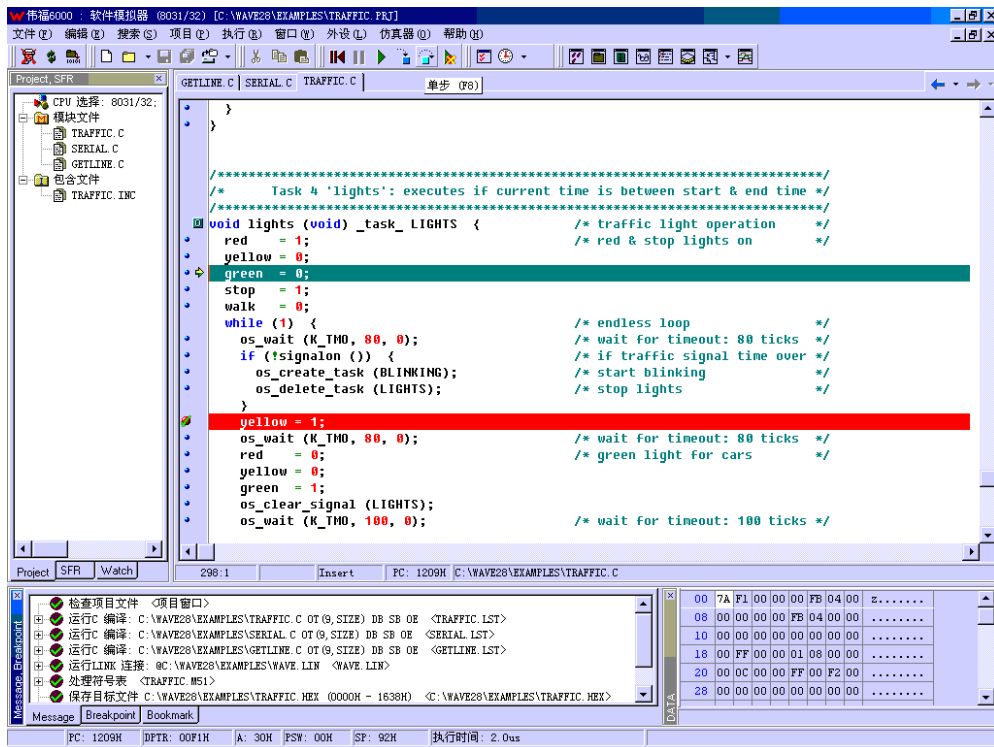 伟福6000 : 软件模拟器 (8031/32) [C:\WAVE28\EXAMPLES\TRAFFIC.PRJ]
文件(F) 编辑(E) 搜索(S) 项目(P) 执行(R) 窗口(W) 外设(L) 仿真器(O) 帮助(H)
Project, SFR
GETLINE.C SERIAL.C TRAFFIC.C
单步 (F8)
CPU 选择: 8031/32;
模块文件
TRAFFIC.C
SERIAL.C
GETLINE.C
包含文件
TRAFFIC.INC
}
}
/******************************************************************************/
/* Task 4 'lights': executes if current time is between start & end time */
/******************************************************************************/
void lights (void) _task_ LIGHTS { /* traffic light operation */
red = 1; /* red & stop lights on */
yellow = 0;
green = 0;
stop = 1;
walk = 0;
while (1) { /* endless loop */
os_wait (K_TMO, 80, 0); /* wait for timeout: 80 ticks */
if (!signalon ()) { /* if traffic signal time over */
os_create_task (BLINKING); /* start blinking */
os_delete_task (LIGHTS); /* stop lights */
}
yellow = 1;
os_wait (K_TMO, 80, 0); /* wait for timeout: 80 ticks */
red = 0; /* green light for cars */
yellow = 0;
green = 1;
os_clear_signal (LIGHTS);
os_wait (K_TMO, 100, 0); /* wait for timeout: 100 ticks */
Project SFR Watch
298:1 Insert PC: 1209H C:\WAVE28\EXAMPLES\TRAFFIC.C
Message, Breakpoint
检查项目文件 <项目窗口>
运行C 编译: C:\WAVE28\EXAMPLES\TRAFFIC.C OT(9,SIZE) DB SB OE <TRAFFIC.LST>
运行C 编译: C:\WAVE28\EXAMPLES\SERIAL.C OT(9,SIZE) DB SB OE <SERIAL.LST>
运行C 编译: C:\WAVE28\EXAMPLES\GETLINE.C OT(9,SIZE) DB SB OE <GETLINE.LST>
运行LINK 连接: @C:\WAVE28\EXAMPLES\WAVE.LIN <WAVE.LIN>
处理符号表 <TRAFFIC.M51>
保存目标文件 C:\WAVE28\EXAMPLES\TRAFFIC.HEX (0000H - 1638H) <C:\WAVE28\EXAMPLES\TRAFFIC.HEX>
Message Breakpoint Bookmark
DATA
00 7A F1 00 00 00 FB 04 00 z.......
08 00 00 00 00 FB 04 00 00 ........
10 00 00 00 00 00 00 00 00 ........
18 00 FF 00 00 01 08 00 00 ........
20 00 0C 00 00 FF 00 F2 00 ........
28 00 00 00 00 00 00 00 00 ........
PC: 1209H DPTR: 00F1H A: 30H PSW: 00H SP: 92H 执行时间: 2.0us